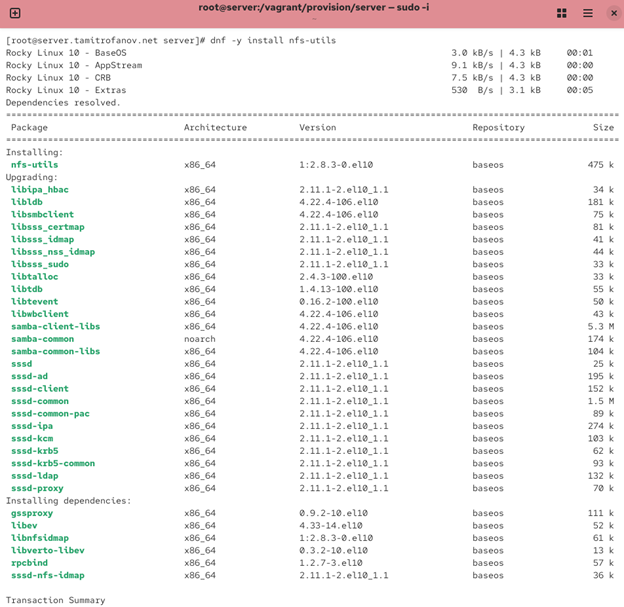 root@server:/vagrant/provision/server — sudo -i
[root@server.tamitrofanov.net server]# dnf -y install nfs-utils
Rocky Linux 10 - BaseOS 3.0 kB/s | 4.3 kB 00:01
Rocky Linux 10 - AppStream 9.1 kB/s | 4.3 kB 00:00
Rocky Linux 10 - CRB 7.5 kB/s | 4.3 kB 00:00
Rocky Linux 10 - Extras 530 B/s | 3.1 kB 00:05
Dependencies resolved.
================================================================================
Package Architecture Version Repository Size
================================================================================
Installing:
nfs-utils x86_64 1:2.8.3-0.el10 baseos 475 k
Upgrading:
libipa_hbac x86_64 2.11.1-2.el10_1.1 baseos 34 k
libldb x86_64 4.22.4-106.el10 baseos 181 k
libsmbclient x86_64 4.22.4-106.el10 baseos 75 k
libsss_certmap x86_64 2.11.1-2.el10_1.1 baseos 81 k
libsss_idmap x86_64 2.11.1-2.el10_1.1 baseos 41 k
libsss_nss_idmap x86_64 2.11.1-2.el10_1.1 baseos 44 k
libsss_sudo x86_64 2.11.1-2.el10_1.1 baseos 33 k
libtalloc x86_64 2.4.3-100.el10 baseos 33 k
libtdb x86_64 1.4.13-100.el10 baseos 55 k
libtevent x86_64 0.16.2-100.el10 baseos 50 k
libwbclient x86_64 4.22.4-106.el10 baseos 43 k
samba-client-libs x86_64 4.22.4-106.el10 baseos 5.3 M
samba-common noarch 4.22.4-106.el10 baseos 174 k
samba-common-libs x86_64 4.22.4-106.el10 baseos 104 k
sssd x86_64 2.11.1-2.el10_1.1 baseos 25 k
sssd-ad x86_64 2.11.1-2.el10_1.1 baseos 195 k
sssd-client x86_64 2.11.1-2.el10_1.1 baseos 152 k
sssd-common x86_64 2.11.1-2.el10_1.1 baseos 1.5 M
sssd-common-pac x86_64 2.11.1-2.el10_1.1 baseos 89 k
sssd-ipa x86_64 2.11.1-2.el10_1.1 baseos 274 k
sssd-kcm x86_64 2.11.1-2.el10_1.1 baseos 103 k
sssd-krb5 x86_64 2.11.1-2.el10_1.1 baseos 62 k
sssd-krb5-common x86_64 2.11.1-2.el10_1.1 baseos 93 k
sssd-ldap x86_64 2.11.1-2.el10_1.1 baseos 132 k
sssd-proxy x86_64 2.11.1-2.el10_1.1 baseos 70 k
Installing dependencies:
gssproxy x86_64 0.9.2-10.el10 baseos 111 k
libev x86_64 4.33-14.el10 baseos 52 k
libnfsidmap x86_64 1:2.8.3-0.el10 baseos 61 k
libverto-libev x86_64 0.3.2-10.el10 baseos 13 k
rpcbind x86_64 1.2.7-3.el10 baseos 57 k
sssd-nfs-idmap x86_64 2.11.1-2.el10_1.1 baseos 36 k
Transaction Summary